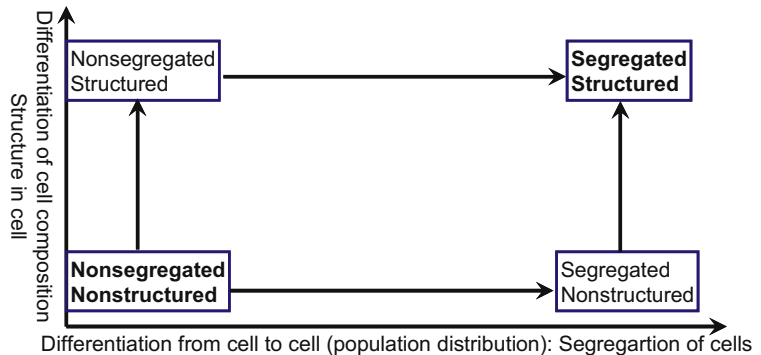 Differentiation of cell composition
Structure in cell
Nonsegregated
Structured
Segregated
Structured
Nonsegregated
Nonstructured
Segregated
Nonstructured
Differentiation from cell to cell (population distribution): Segregartion of cells